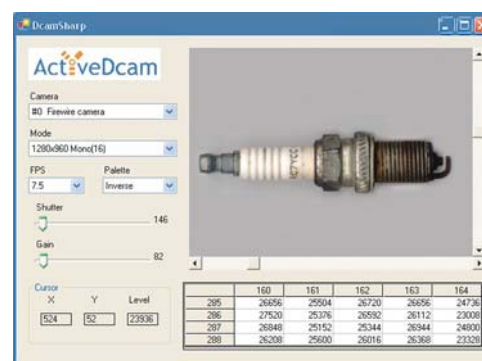 DcamSharp
ActiveDcam
Camera
#0 Firewire camera
Mode
1280x960 Mono(16)
FPS
Palette
7.5
Inverse
Shutter
146
Gain
82
Cursor
X
Y
Level
524
52
23936
160 161 162 163 164
285 26656 25504 26720 26656 24736
286 27520 25376 26592 26112 23008
287 26848 25152 25344 26944 24800
288 26208 25600 26016 26368 23328